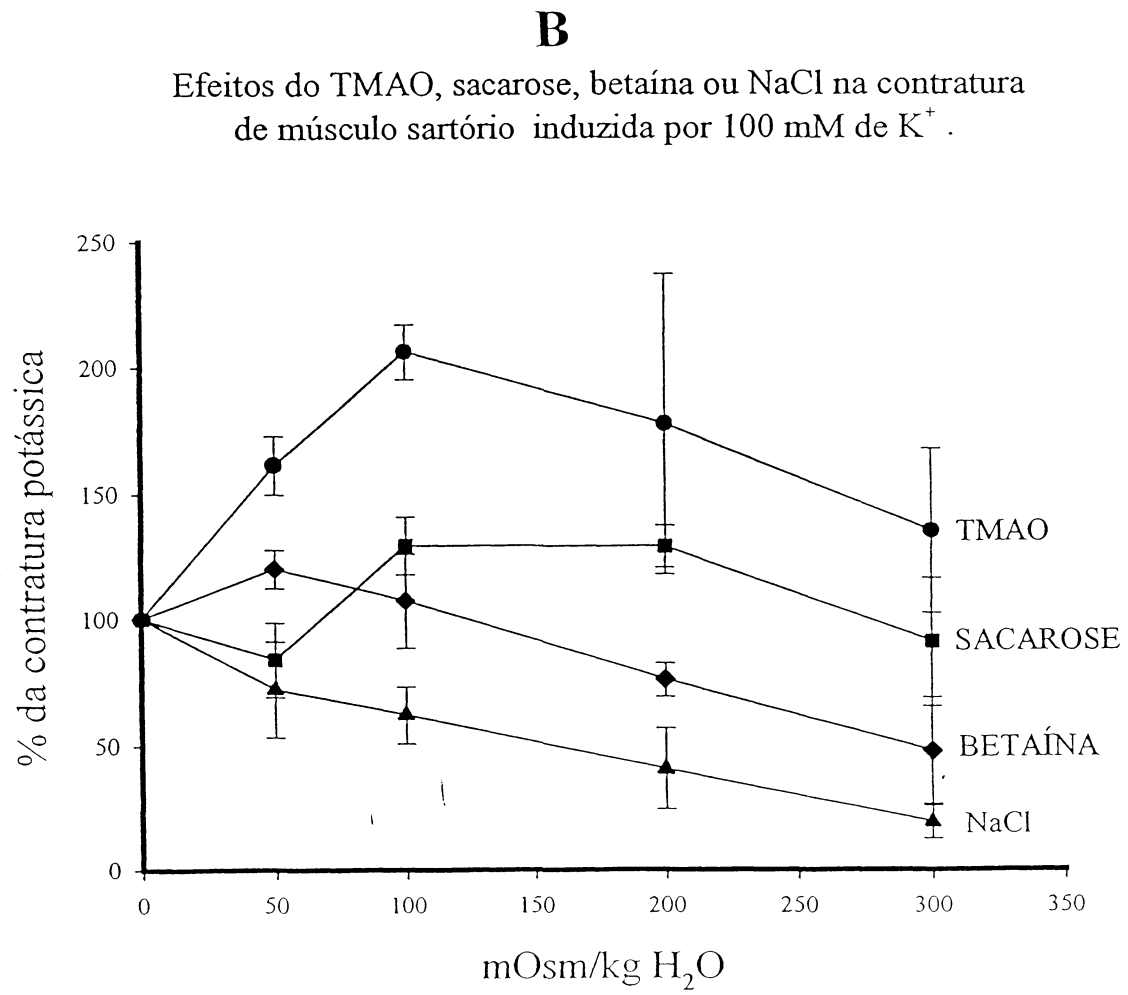 B
Efeitos do TMAO, sacarose, betaína ou NaCl na contratura
de músculo sartório induzida por 100 mM de K⁺ .
% da contratura potássica
250
200
150
100
50
0
TMAO
SACAROSE
BETAÍNA
NaCl
0 50 100 150 200 250 300 350
mOsm/kg H₂O